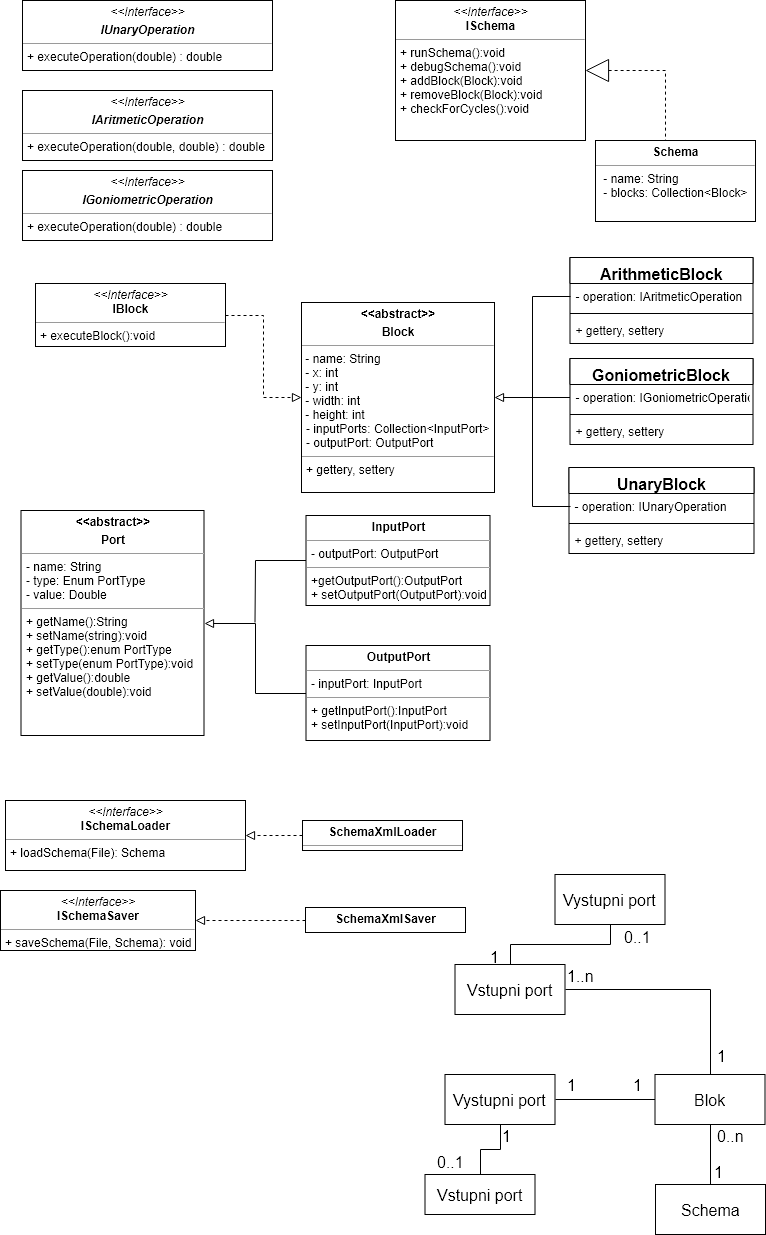 <<interface>>
IUnaryOperation
+ executeOperation(double) : double
<<interface>>
IAritmeticOperation
+ executeOperation(double, double) : double
<<interface>>
IGoniometricOperation
+ executeOperation(double) : double
<<interface>>
ISchema
+ runSchema():void
+ debugSchema():void
+ addBlock(Block):void
+ removeBlock(Block):void
+ checkForCycles():void
Schema
- name: String
- blocks: Collection<Block>
<<interface>>
IBlock
+ executeBlock():void
<<abstract>>
Block
- name: String
- x: int
- y: int
- width: int
- height: int
- inputPorts: Collection<InputPort>
- outputPort: OutputPort
+ gettery, settery
ArithmeticBlock
- operation: IAritmeticOperation
+ gettery, settery
GoniometricBlock
- operation: IGoniometricOperatio
+ gettery, settery
UnaryBlock
- operation: IUnaryOperation
+ gettery, settery
<<abstract>>
Port
- name: String
- type: Enum PortType
- value: Double
+ getName():String
+ setName(string):void
+ getType():enum PortType
+ setType(enum PortType):void
+ getValue():double
+ setValue(double):void
InputPort
- outputPort: OutputPort
+getOutputPort():OutputPort
+ setOutputPort(OutputPort):void
OutputPort
- inputPort: InputPort
+ getInputPort():InputPort
+ setInputPort(InputPort):void
<<interface>>
ISchemaLoader
+ loadSchema(File): Schema
SchemaXmlLoader
<<interface>>
ISchemaSaver
+ saveSchema(File, Schema): void
SchemaXmlSaver
Vystupni port
0..1
1
Vstupni port
1..n
1
Vystupni port
1
1
Blok
1
0..n
0..1
1
Vstupni port
Schema